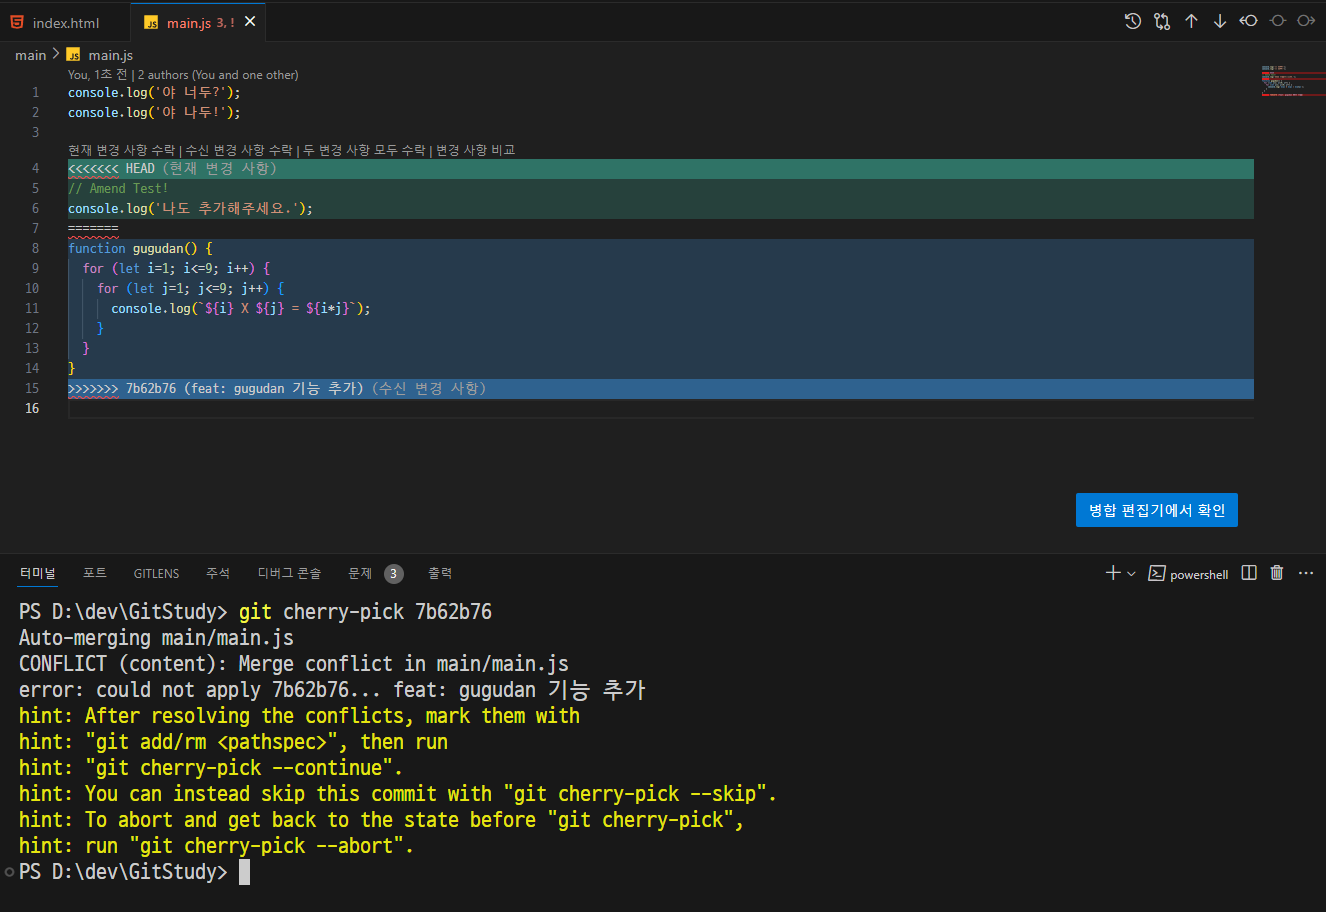 index.html
JS main.js 3, !
main > JS main.js
You, 1초 전 | 2 authors (You and one other)
1 console.log('야 너두?');
2 console.log('야 나두!');
3
현재 변경 사항 수락 | 수신 변경 사항 수락 | 두 변경 사항 모두 수락 | 변경 사항 비교
4 <<<<<<< HEAD (현재 변경 사항)
5 // Amend Test!
6 console.log('나도 추가해주세요.');
7 =======
8 function gugudan() {
9 for (let i=1; i<=9; i++) {
10 for (let j=1; j<=9; j++) {
11 console.log(`${i} X ${j} = ${i*j}`);
12 }
13 }
14 }
15 >>>>>>> 7b62b76 (feat: gugudan 기능 추가) (수신 변경 사항)
16
병합 편집기에서 확인
터미널 포트 GITLENS 주석 디버그 콘솔 문제 3 출력
powershell
PS D:\dev\GitStudy> git cherry-pick 7b62b76
Auto-merging main/main.js
CONFLICT (content): Merge conflict in main/main.js
error: could not apply 7b62b76... feat: gugudan 기능 추가
hint: After resolving the conflicts, mark them with
hint: "git add/rm <pathspec>", then run
hint: "git cherry-pick --continue".
hint: You can instead skip this commit with "git cherry-pick --skip".
hint: To abort and get back to the state before "git cherry-pick",
hint: run "git cherry-pick --abort".
PS D:\dev\GitStudy>